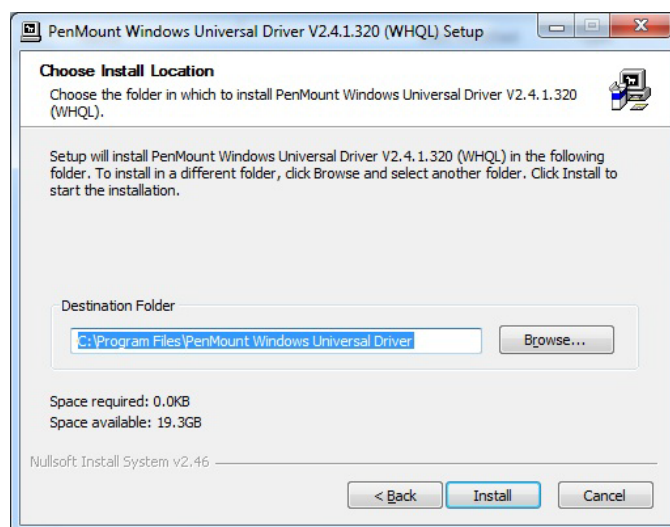 PenMount Windows Universal Driver V2.4.1.320 (WHQL) Setup
Choose Install Location
Choose the folder in which to install PenMount Windows Universal Driver V2.4.1.320
(WHQL).
Setup will install PenMount Windows Universal Driver V2.4.1.320 (WHQL) in the following
folder. To install in a different folder, click Browse and select another folder. Click Install to
start the installation.
Destination Folder
C:\Program Files\PenMount Windows Universal Driver
Browse...
Space required: 0.0KB
Space available: 19.3GB
Nullsoft Install System v2.46
< Back
Install
Cancel